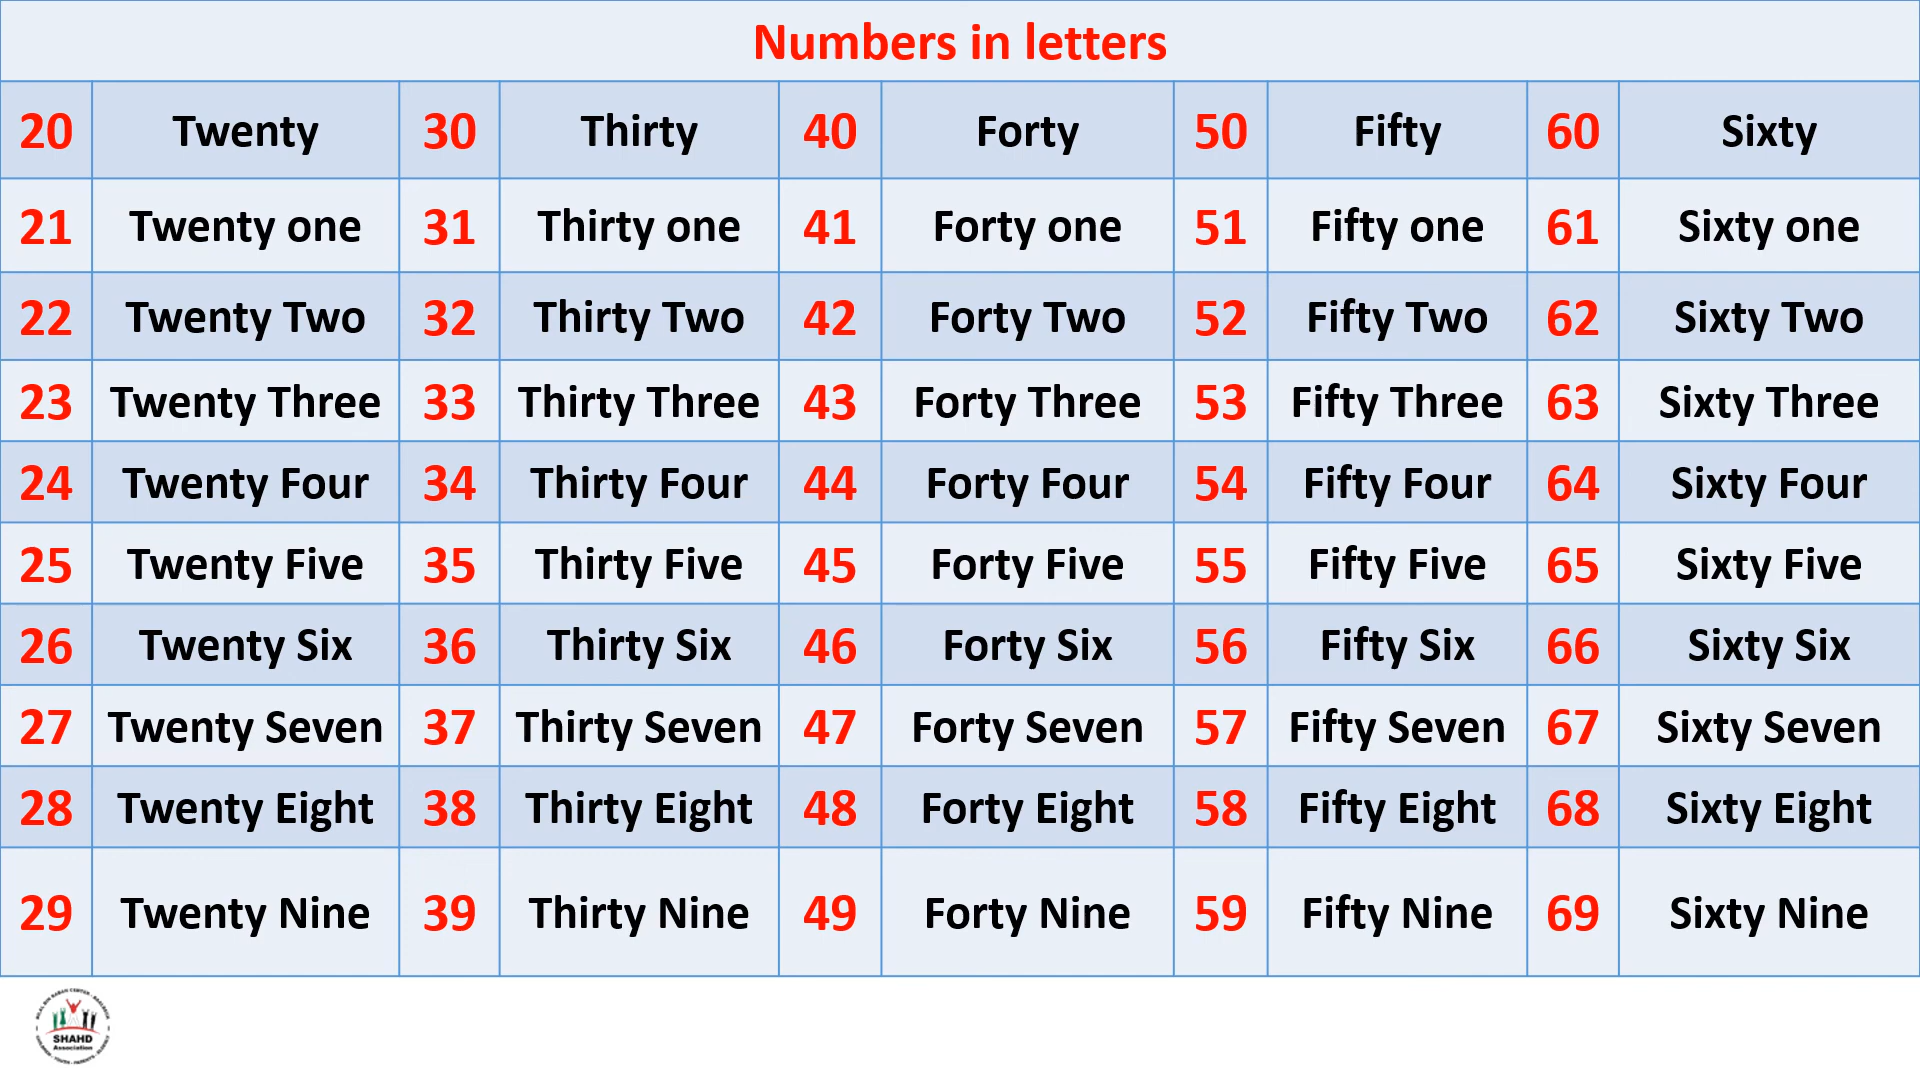 Numbers in letters
20 Twenty 30 Thirty 40 Forty 50 Fifty 60 Sixty
21 Twenty one 31 Thirty one 41 Forty one 51 Fifty one 61 Sixty one
22 Twenty Two 32 Thirty Two 42 Forty Two 52 Fifty Two 62 Sixty Two
23 Twenty Three 33 Thirty Three 43 Forty Three 53 Fifty Three 63 Sixty Three
24 Twenty Four 34 Thirty Four 44 Forty Four 54 Fifty Four 64 Sixty Four
25 Twenty Five 35 Thirty Five 45 Forty Five 55 Fifty Five 65 Sixty Five
26 Twenty Six 36 Thirty Six 46 Forty Six 56 Fifty Six 66 Sixty Six
27 Twenty Seven 37 Thirty Seven 47 Forty Seven 57 Fifty Seven 67 Sixty Seven
28 Twenty Eight 38 Thirty Eight 48 Forty Eight 58 Fifty Eight 68 Sixty Eight
29 Twenty Nine 39 Thirty Nine 49 Forty Nine 59 Fifty Nine 69 Sixty Nine
SHAHD
Association